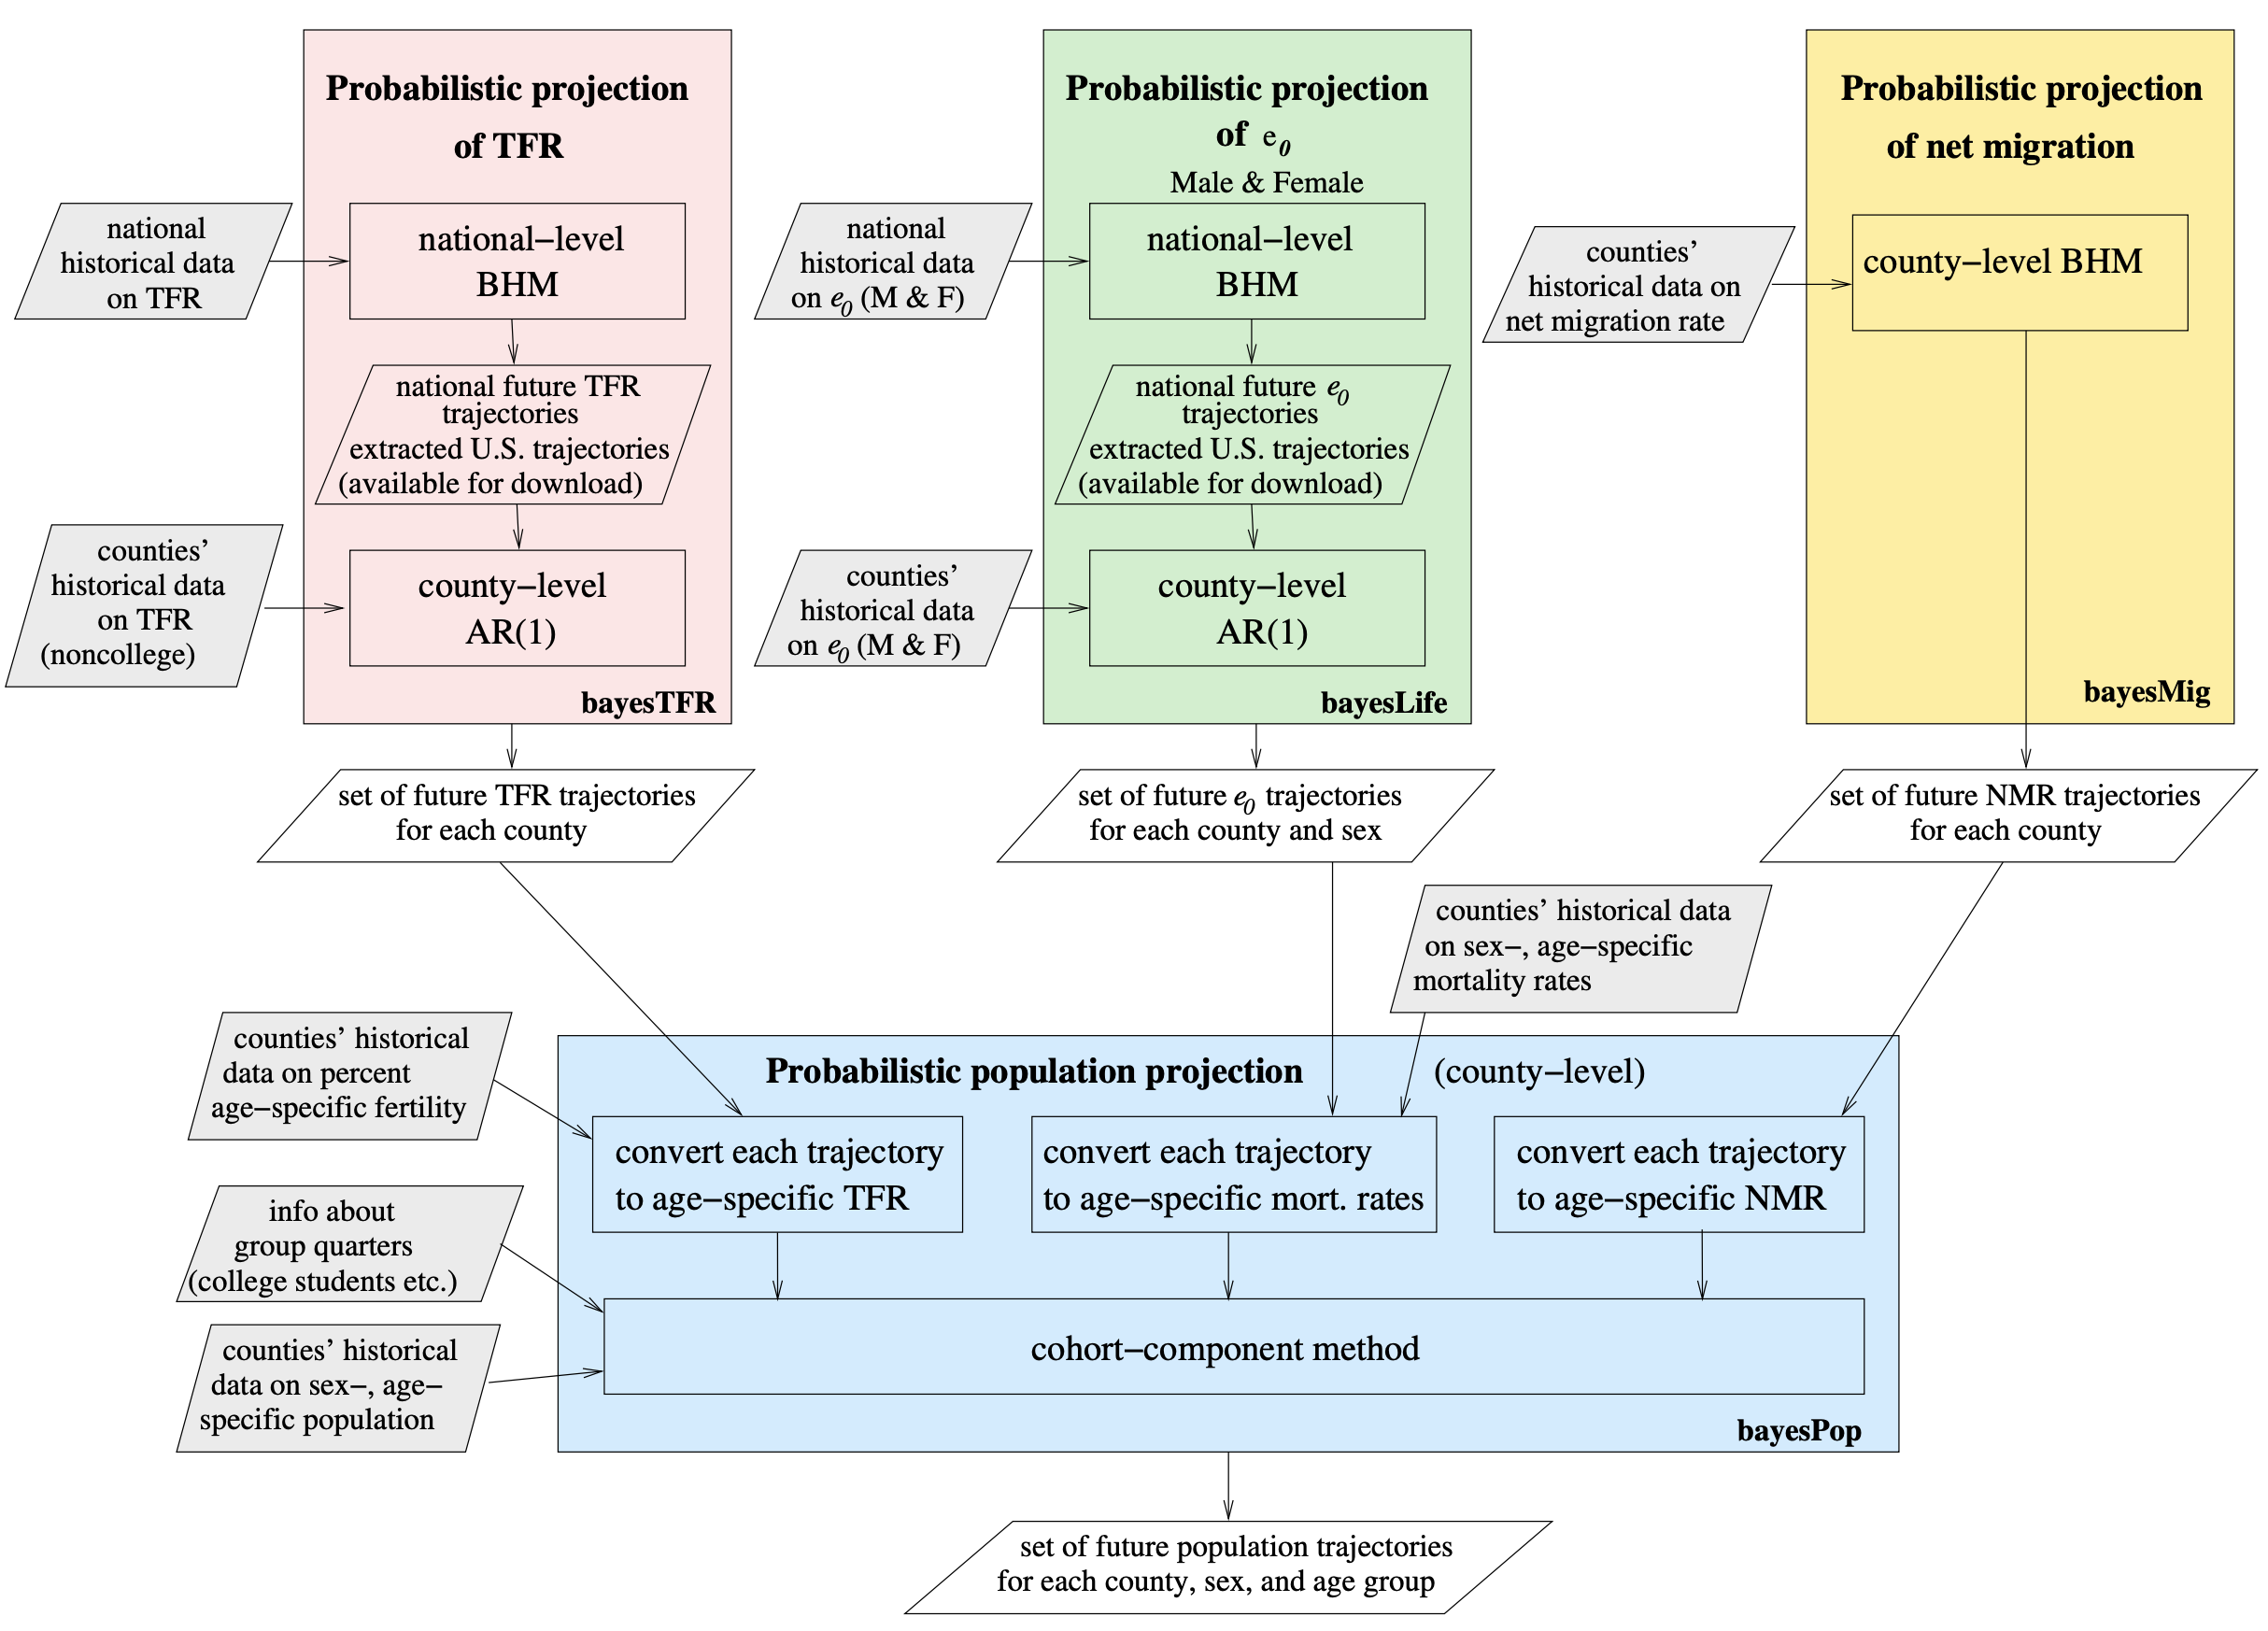 Probabilistic projection
of TFR
national
historical data
on TFR
national−level
BHM
national future TFR
trajectories
extracted U.S. trajectories
(available for download)
counties’
historical data
on TFR
(noncollege)
county−level
AR(1)
bayesTFR
set of future TFR trajectories
for each county
Probabilistic projection
of e0
Male & Female
national
historical data
on e0 (M & F)
national−level
BHM
national future e0
trajectories
extracted U.S. trajectories
(available for download)
counties’
historical data
on e0 (M & F)
county−level
AR(1)
bayesLife
set of future e0 trajectories
for each county and sex
Probabilistic projection
of net migration
counties’
historical data on
net migration rate
county−level BHM
bayesMig
set of future NMR trajectories
for each county
counties’ historical data
on sex−, age−specific
mortality rates
counties’ historical
data on percent
age−specific fertility
Probabilistic population projection (county−level)
convert each trajectory
to age−specific TFR
convert each trajectory
to age−specific mort. rates
convert each trajectory
to age−specific NMR
info about
group quarters
(college students etc.)
counties’ historical
data on sex−, age−
specific population
cohort−component method
bayesPop
set of future population trajectories
for each county, sex, and age group